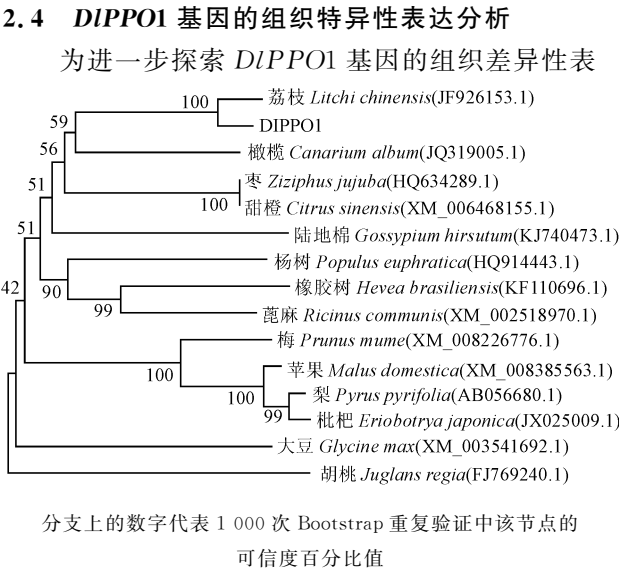 2.4 DlPPO1 基因的组织特异性表达分析
为进一步探索 DlPPO1 基因的组织差异性表
100
荔枝 Litchi chinensis(JF926153.1)
DIPPO1
59
橄榄 Canarium album(JQ319005.1)
56
枣 Ziziphus jujuba(HQ634289.1)
100
甜橙 Citrus sinensis(XM_006468155.1)
51
陆地棉 Gossypium hirsutum(KJ740473.1)
51
杨树 Populus euphratica(HQ914443.1)
90
橡胶树 Hevea brasiliensis(KF110696.1)
99
蓖麻 Ricinus communis(XM_002518970.1)
42
梅 Prunus mume(XM_008226776.1)
100
苹果 Malus domestica(XM_008385563.1)
100
梨 Pyrus pyrifolia(AB056680.1)
99
枇杷 Eriobotrya japonica(JX025009.1)
大豆 Glycine max(XM_003541692.1)
胡桃 Juglans regia(FJ769240.1)
分支上的数字代表 1 000 次 Bootstrap 重复验证中该节点的
可信度百分比值